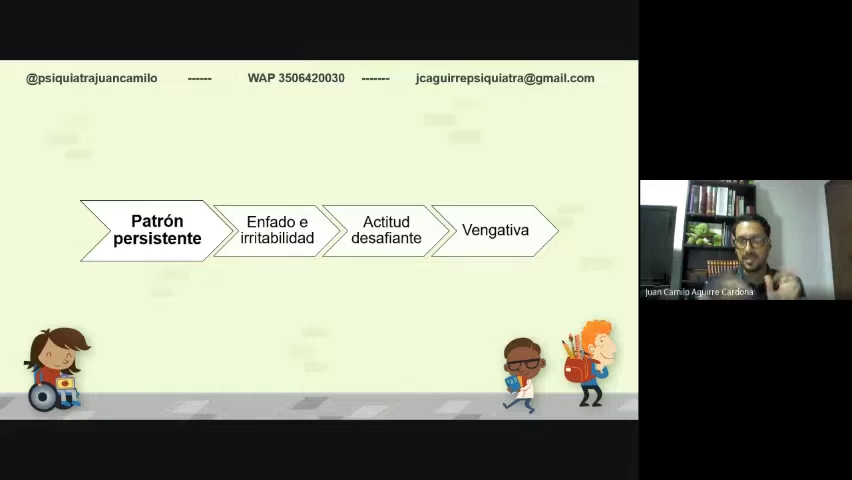 @psiquiatrajuancamilo ------ WAP 3506420030 ------- jcaguirrepsiquiatra@gmail.com
Patrón
persistente
Enfado e
irritabilidad
Actitud
desafiante
Vengativa
Juan Camilo Aguirre Cardona